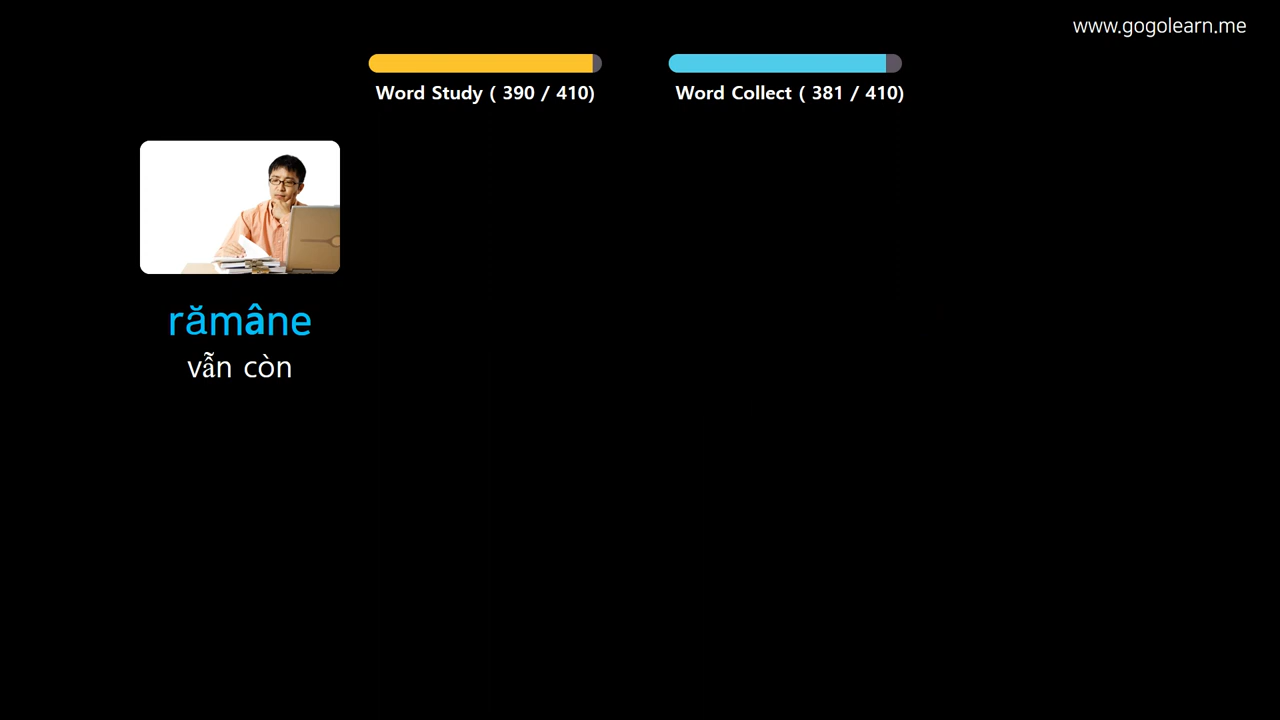 www.gogolearn.me
Word Study ( 390 / 410)
Word Collect ( 381 / 410)
rămâne
vẫn còn